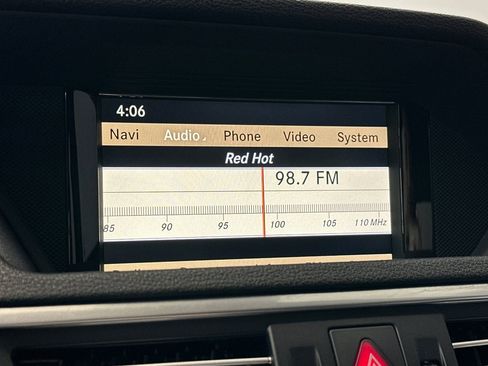 4:06
Navi Audio Phone Video System
Red Hot
98.7 FM
85 90 95 100 105 110 MHz